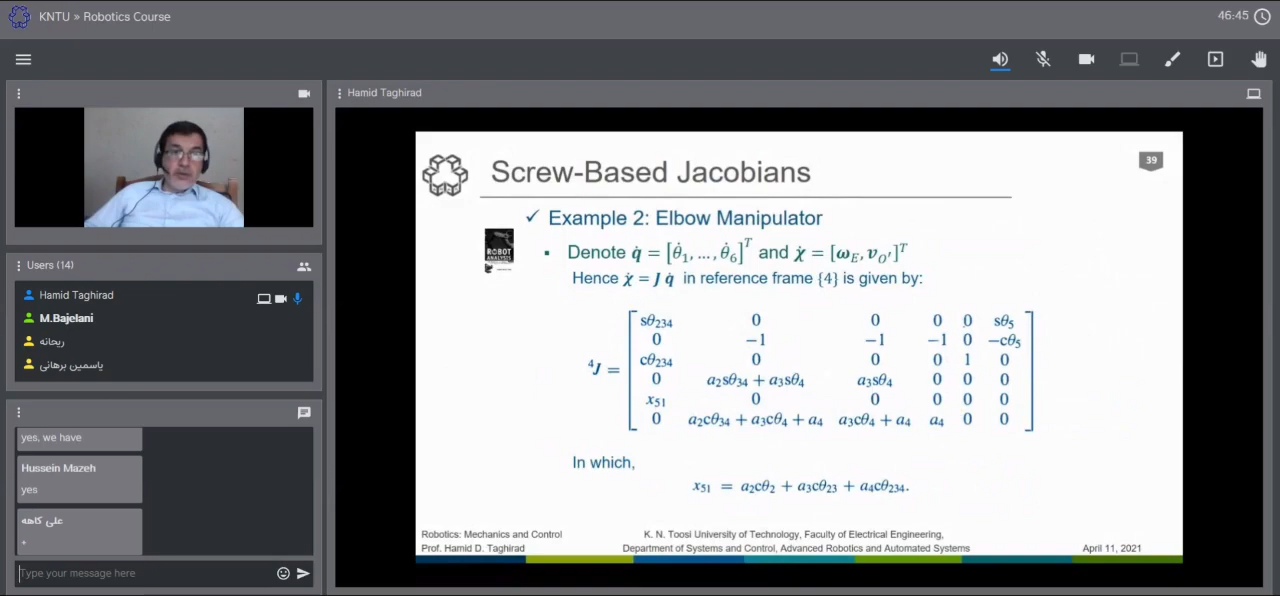 KNTU » Robotics Course
46:45
Hamid Taghirad
Users (14)
Hamid Taghirad
M.Bajelani
ریحانه
یاسمین برهانی
yes, we have
Hussein Mazeh
yes
علی کاهه
+
Type your message here
39
Screw-Based Jacobians
✓ Example 2: Elbow Manipulator
ROBOT
ANALYSIS
▪ Denote q̇ = [θ̇₁, ..., θ̇₆]ᵀ and χ̇ = [ω_E, v_O′]ᵀ
Hence χ̇ = J q̇ in reference frame {4} is given by:
⁴J =
sθ₂₃₄ 0 0 0 0 sθ₅
0 −1 −1 −1 0 −cθ₅
cθ₂₃₄ 0 0 0 1 0
0 a₂sθ₃₄ + a₃sθ₄ a₃sθ₄ 0 0 0
x₅₁ 0 0 0 0 0
0 a₂cθ₃₄ + a₃cθ₄ + a₄ a₃cθ₄ + a₄ a₄ 0 0
In which,
x₅₁ = a₂cθ₂ + a₃cθ₂₃ + a₄cθ₂₃₄.
Robotics: Mechanics and Control
Prof. Hamid D. Taghirad
K. N. Toosi University of Technology, Faculty of Electrical Engineering,
Department of Systems and Control, Advanced Robotics and Automated Systems
April 11, 2021